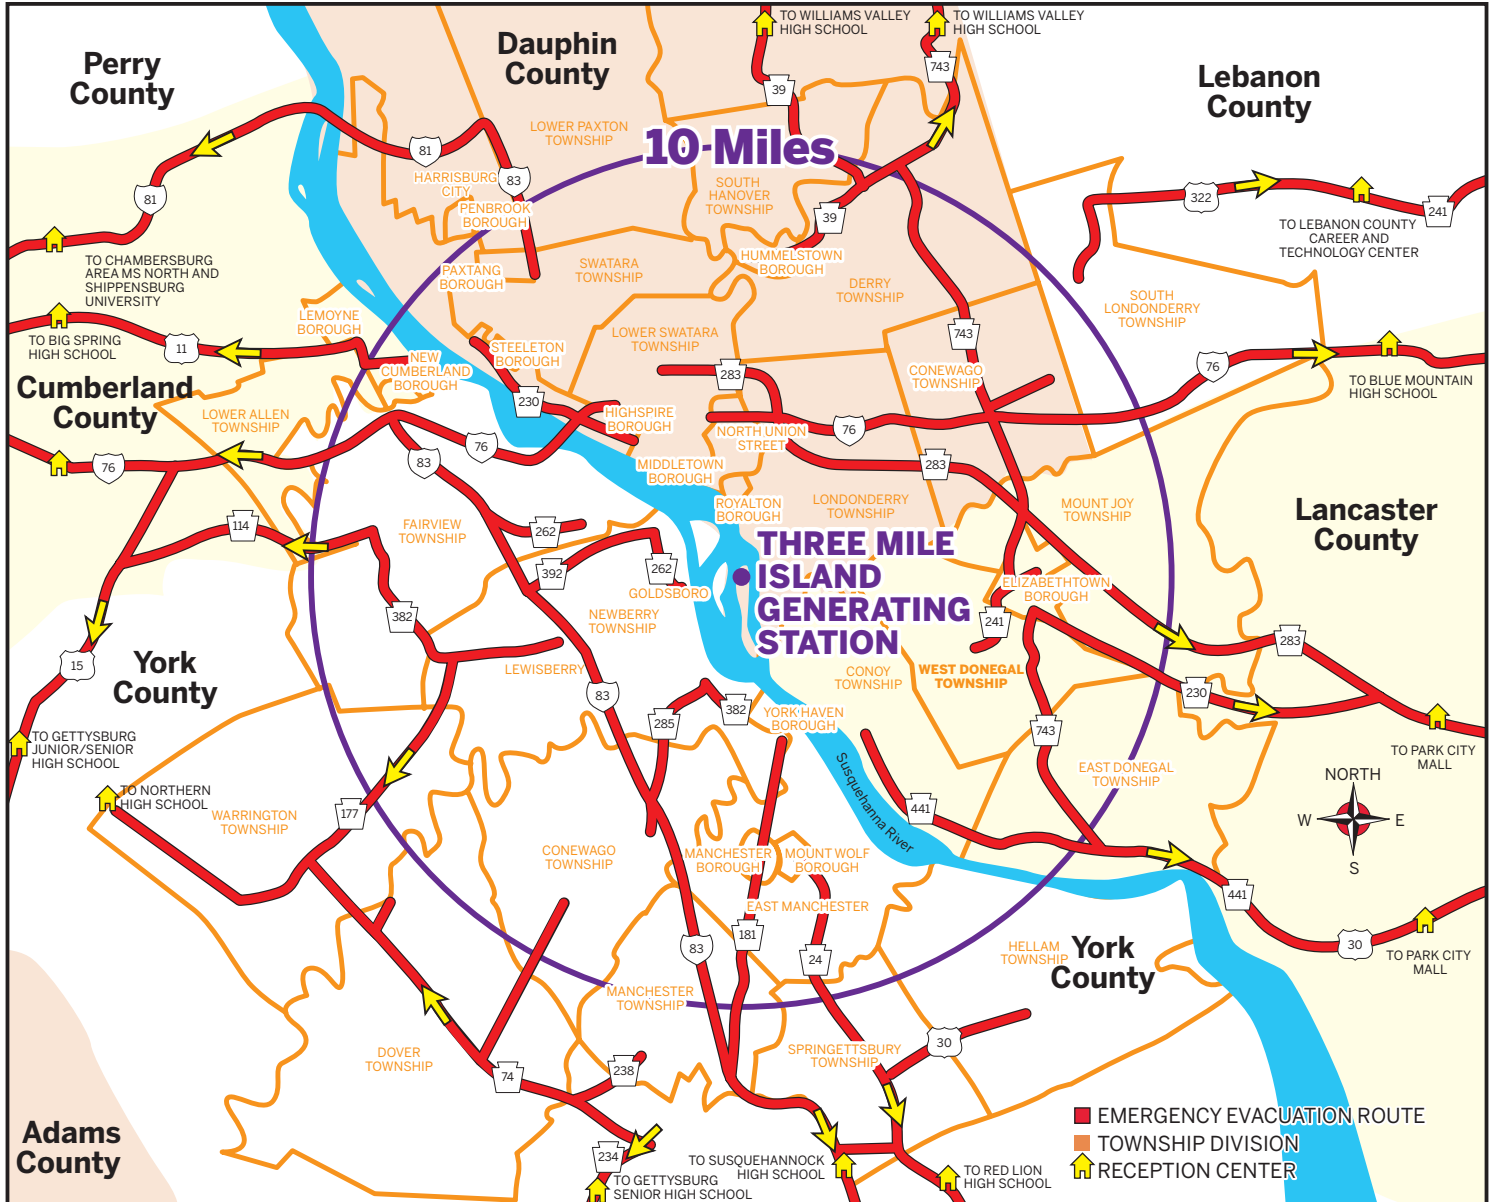 TO WILLIAMS VALLEY
HIGH SCHOOL
TO WILLIAMS VALLEY
HIGH SCHOOL
Perry
County
Dauphin
County
Lebanon
County
743
39
LOWER PAXTON
TOWNSHIP
10-Miles
81
HARRISBURG
CITY
83
SOUTH
HANOVER
TOWNSHIP
81
PENBROOK
BOROUGH
39
322
241
TO LEBANON COUNTY
CAREER AND
TECHNOLOGY CENTER
TO CHAMBERSBURG
AREA MS NORTH AND
SHIPPENSBURG
UNIVERSITY
PAXTANG
BOROUGH
SWATARA
TOWNSHIP
HUMMELSTOWN
BOROUGH
DERRY
TOWNSHIP
SOUTH
LONDONDERRY
TOWNSHIP
LEMOYNE
BOROUGH
TO BIG SPRING
HIGH SCHOOL
11
STEELETON
BOROUGH
LOWER SWATARA
TOWNSHIP
743
NEW
CUMBERLAND
BOROUGH
283
CONEWAGO
TOWNSHIP
76
TO BLUE MOUNTAIN
HIGH SCHOOL
Cumberland
County
LOWER ALLEN
TOWNSHIP
230
HIGHSPIRE
BOROUGH
NORTH UNION
STREET
76
76
76
83
MIDDLETOWN
BOROUGH
283
114
FAIRVIEW
TOWNSHIP
262
ROYALTON
BOROUGH
LONDONDERRY
TOWNSHIP
MOUNT JOY
TOWNSHIP
Lancaster
County
THREE MILE
ISLAND
GENERATING
STATION
392
262
GOLDSBORO
ELIZABETHTOWN
BOROUGH
382
NEWBERRY
TOWNSHIP
241
283
15
York
County
LEWISBERRY
CONOY
TOWNSHIP
WEST DONEGAL
TOWNSHIP
83
230
285
382
YORK HAVEN
BOROUGH
743
TO GETTYSBURG
JUNIOR/SENIOR
HIGH SCHOOL
TO PARK CITY
MALL
Susquehanna River
EAST DONEGAL
TOWNSHIP
NORTH
W
E
S
TO NORTHERN
HIGH SCHOOL
WARRINGTON
TOWNSHIP
177
441
CONEWAGO
TOWNSHIP
MANCHESTER
BOROUGH
MOUNT WOLF
BOROUGH
441
EAST MANCHESTER
181
83
24
HELLAM
TOWNSHIP
York
County
30
TO PARK CITY
MALL
MANCHESTER
TOWNSHIP
DOVER
TOWNSHIP
SPRINGETTSBURY
TOWNSHIP
30
74
238
Adams
County
234
TO GETTYSBURG
SENIOR HIGH SCHOOL
TO SUSQUEHANNOCK
HIGH SCHOOL
TO RED LION
HIGH SCHOOL
EMERGENCY EVACUATION ROUTE
TOWNSHIP DIVISION
RECEPTION CENTER